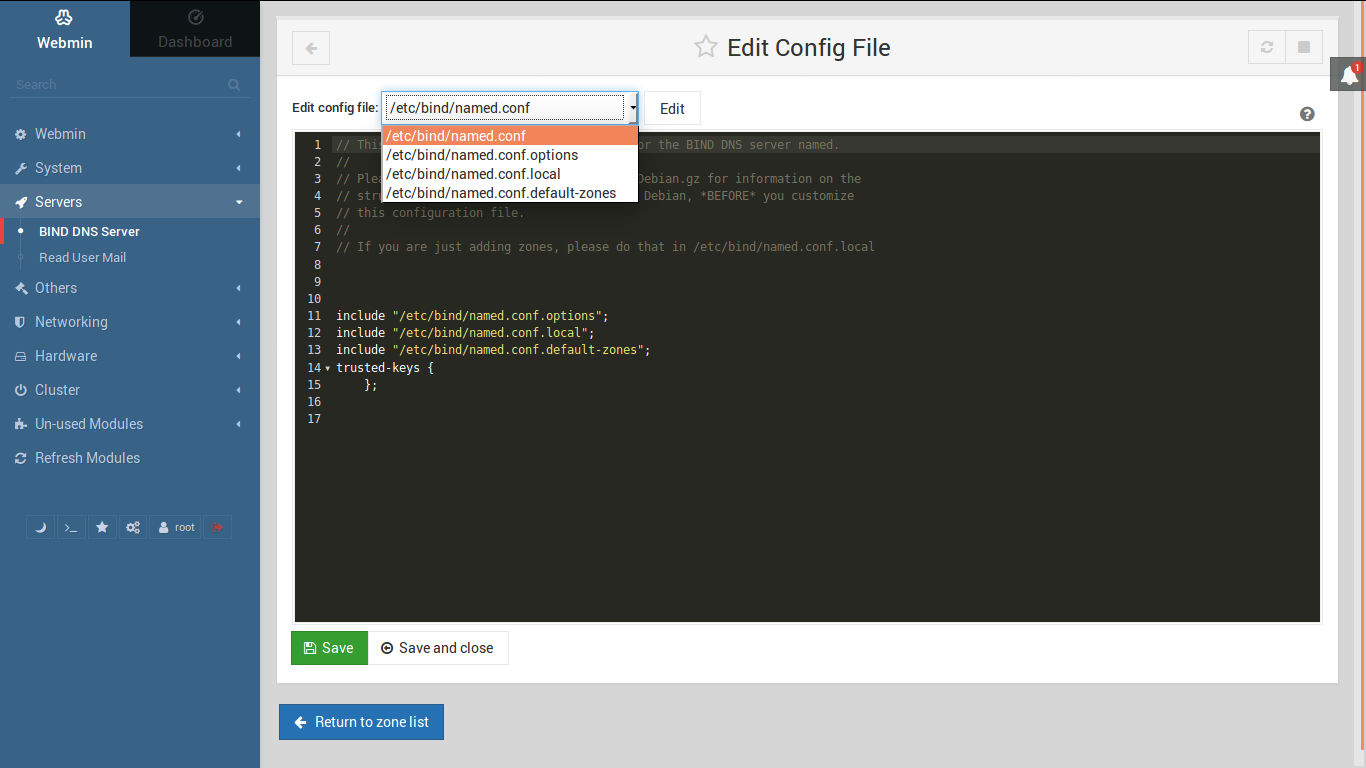 Webmin
Dashboard
Search
Webmin
System
Servers
BIND DNS Server
Read User Mail
Others
Networking
Hardware
Cluster
Un-used Modules
Refresh Modules
root
Edit Config File
1
Edit config file: /etc/bind/named.conf Edit
/etc/bind/named.conf
/etc/bind/named.conf.options
/etc/bind/named.conf.local
/etc/bind/named.conf.default-zones
1 // This or the BIND DNS server named.
2 //
3 // Plea Debian.gz for information on the
4 // stru Debian, *BEFORE* you customize
5 // this configuration file.
6 //
7 // If you are just adding zones, please do that in /etc/bind/named.conf.local
8
9
10
11 include "/etc/bind/named.conf.options";
12 include "/etc/bind/named.conf.local";
13 include "/etc/bind/named.conf.default-zones";
14 trusted-keys {
15 };
16
17
Save
Save and close
Return to zone list